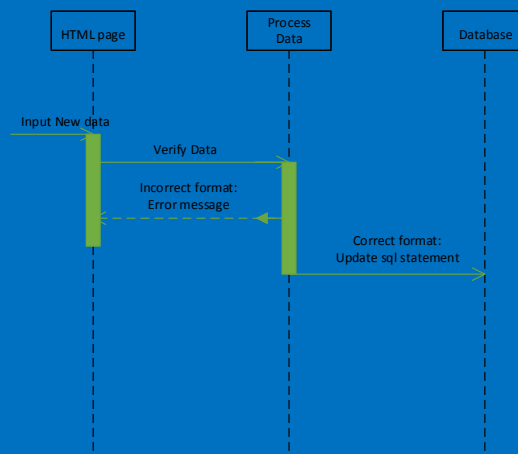 HTML page
Process
Data
Database
Input New data
Verify Data
Incorrect format:
Error message
Correct format:
Update sql statement